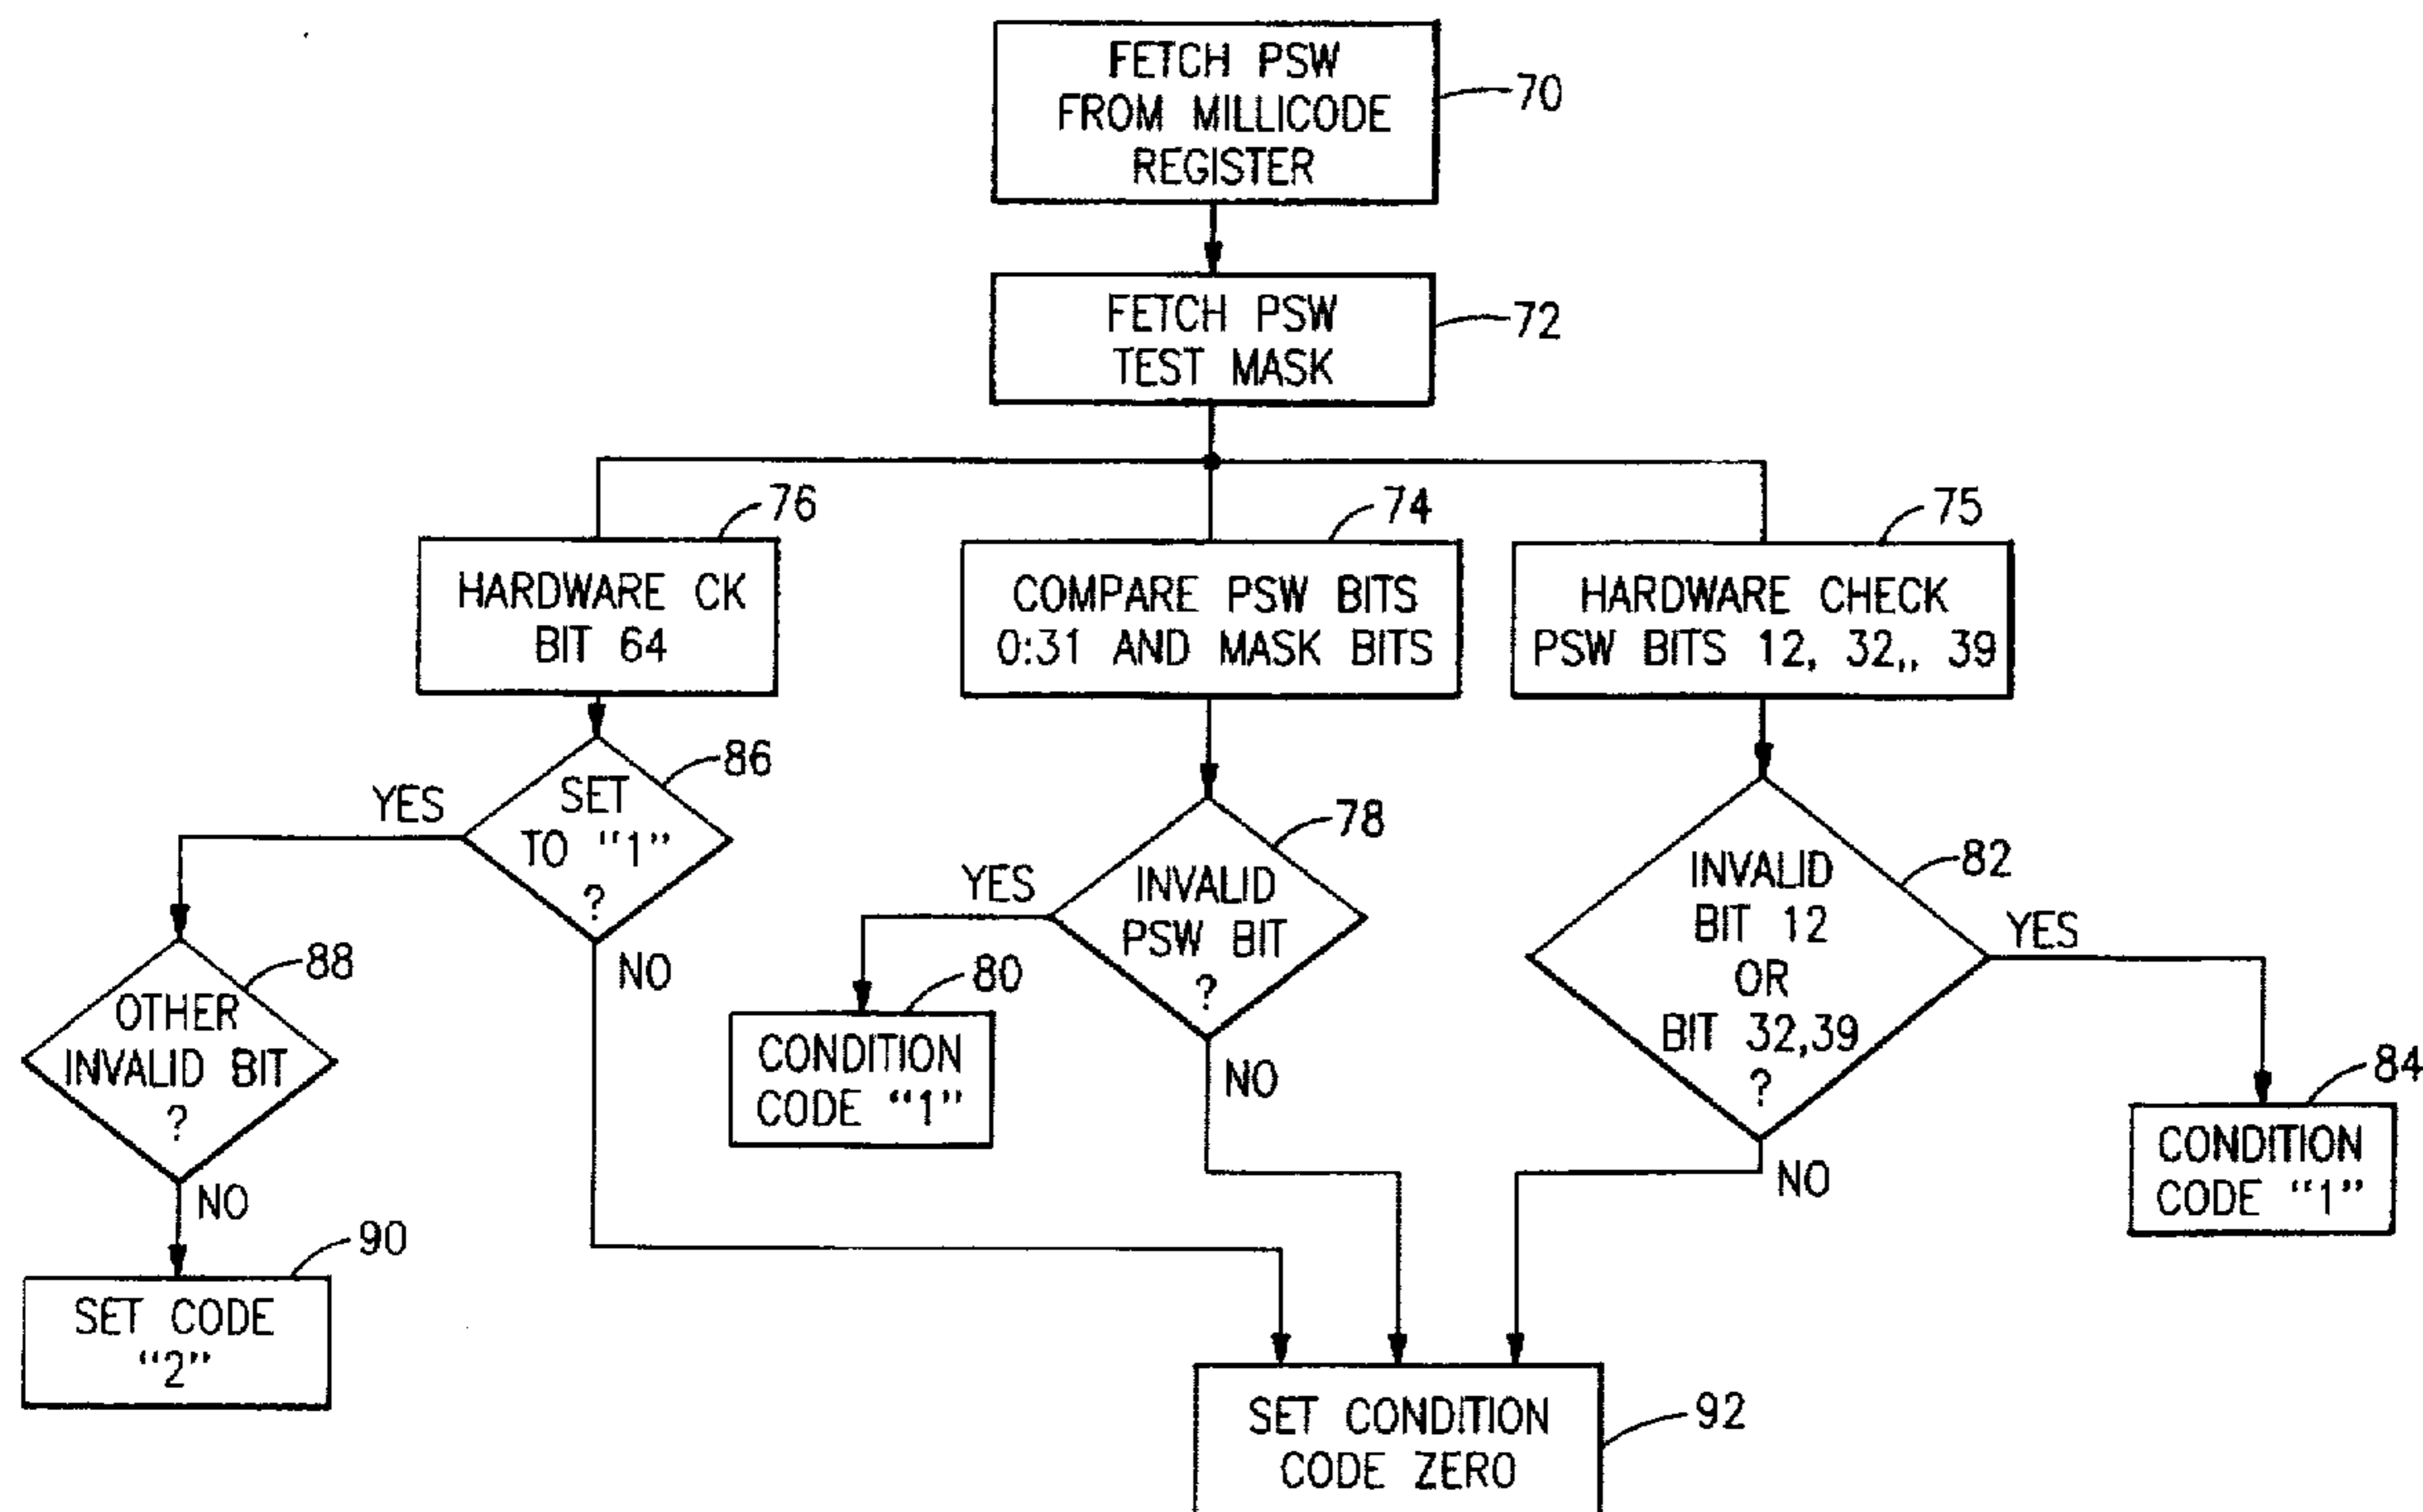 FETCH PSW
FROM MILLICODE
REGISTER
70
FETCH PSW
TEST MASK
72
76
HARDWARE CK
BIT 64
74
COMPARE PSW BITS
0:31 AND MASK BITS
75
HARDWARE CHECK
PSW BITS 12, 32,, 39
86
SET
TO "1"
?
YES
NO
78
INVALID
PSW BIT
?
YES
NO
82
INVALID
BIT 12
OR
BIT 32,39
?
YES
NO
88
OTHER
INVALID BIT
?
NO
80
CONDITION
CODE "1"
84
CONDITION
CODE "1"
90
SET CODE
"2"
92
SET CONDITION
CODE ZERO